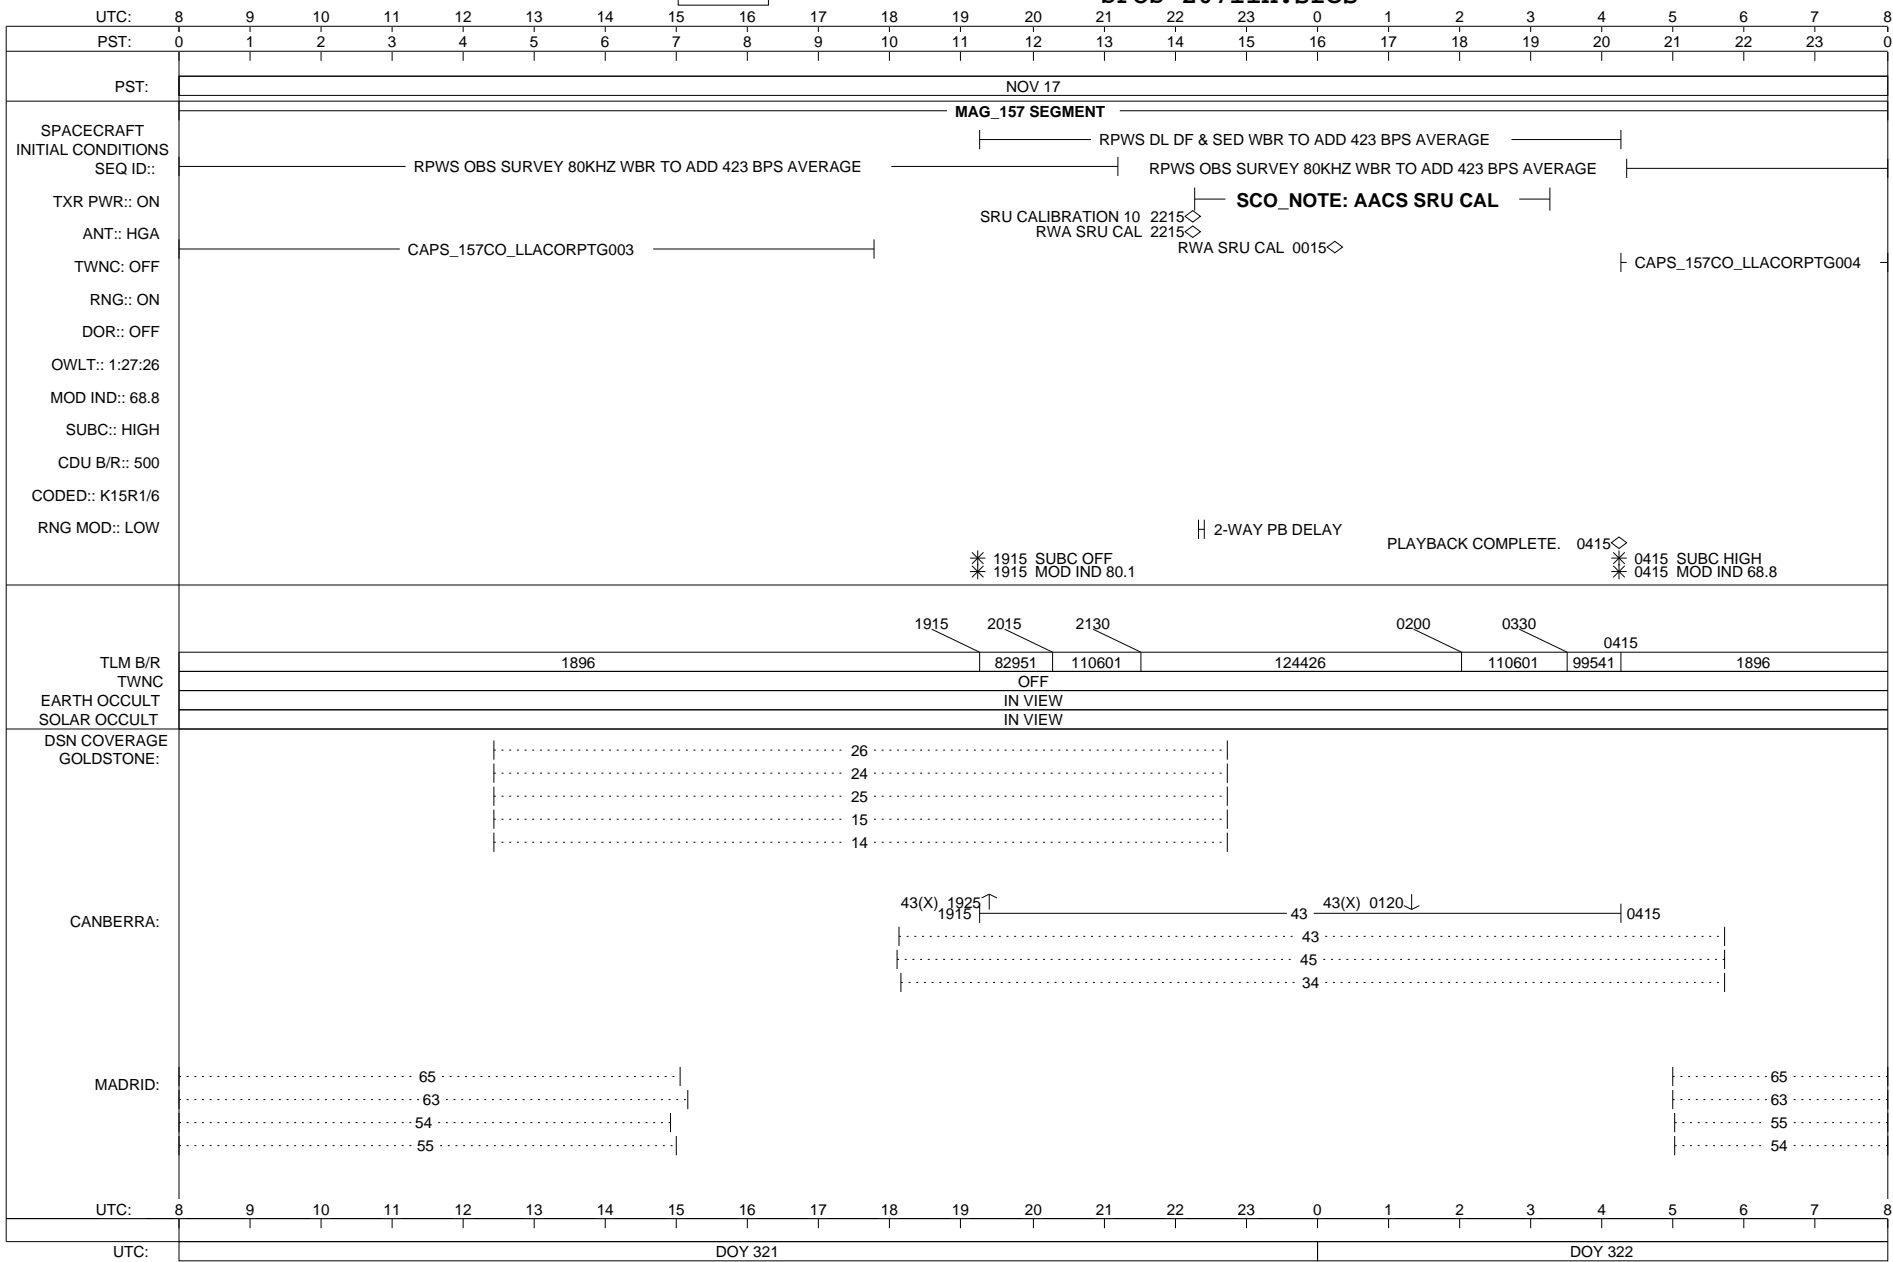 UTC: 8 9 10 11 12 13 14 15 16 17 18 19 20 21 22 23 0 1 2 3 4 5 6 7 8
PST: 0 1 2 3 4 5 6 7 8 9 10 11 12 13 14 15 16 17 18 19 20 21 22 23 0
PST: NOV 17
MAG_157 SEGMENT
SPACECRAFT
INITIAL CONDITIONS
RPWS DL DF & SED WBR TO ADD 423 BPS AVERAGE
SEQ ID:: RPWS OBS SURVEY 80KHZ WBR TO ADD 423 BPS AVERAGE RPWS OBS SURVEY 80KHZ WBR TO ADD 423 BPS AVERAGE
TXR PWR:: ON SCO_NOTE: AACS SRU CAL
SRU CALIBRATION 10 2215
ANT:: HGA RWA SRU CAL 2215
CAPS_157CO_LLACORPTG003 RWA SRU CAL 0015
TWNC: OFF CAPS_157CO_LLACORPTG004
RNG:: ON
DOR:: OFF
OWLT:: 1:27:26
MOD IND:: 68.8
SUBC:: HIGH
CDU B/R:: 500
CODED:: K15R1/6
RNG MOD:: LOW 2-WAY PB DELAY
PLAYBACK COMPLETE. 0415
1915 SUBC OFF 0415 SUBC HIGH
1915 MOD IND 80.1 0415 MOD IND 68.8
1915 2015 2130 0200 0330
0415
TLM B/R 1896 82951 110601 124426 110601 99541 1896
TWNC OFF
EARTH OCCULT IN VIEW
SOLAR OCCULT IN VIEW
DSN COVERAGE
GOLDSTONE: 26
24
25
15
14
43(X) 1925 43(X) 0120
CANBERRA: 1915 43 0415
43
45
34
MADRID: 65 65
63 63
54 55
55 54
UTC: 8 9 10 11 12 13 14 15 16 17 18 19 20 21 22 23 0 1 2 3 4 5 6 7 8
UTC: DOY 321 DOY 322